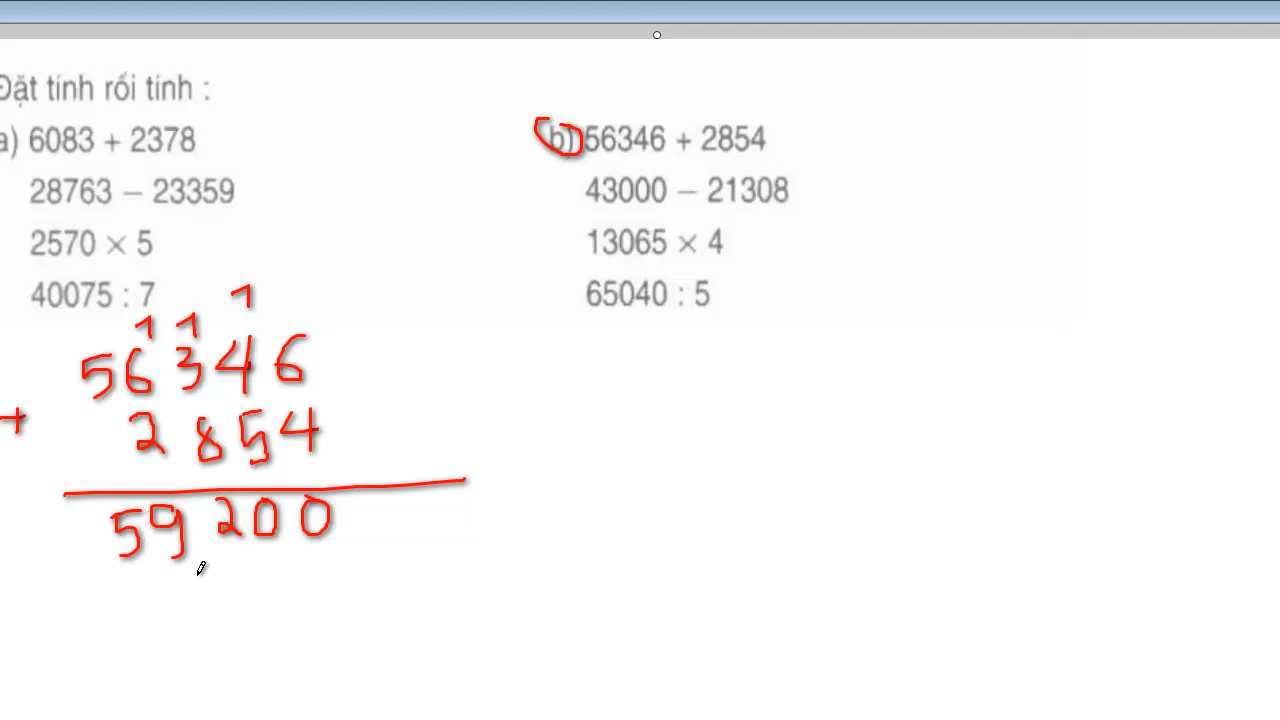 Đặt tính rồi tính :
a) 6083 + 2378
28763 − 23359
2570 × 5
40075 : 7
b) 56346 + 2854
43000 − 21308
13065 × 4
65040 : 5
1
1 1
56346
+
2854
59200